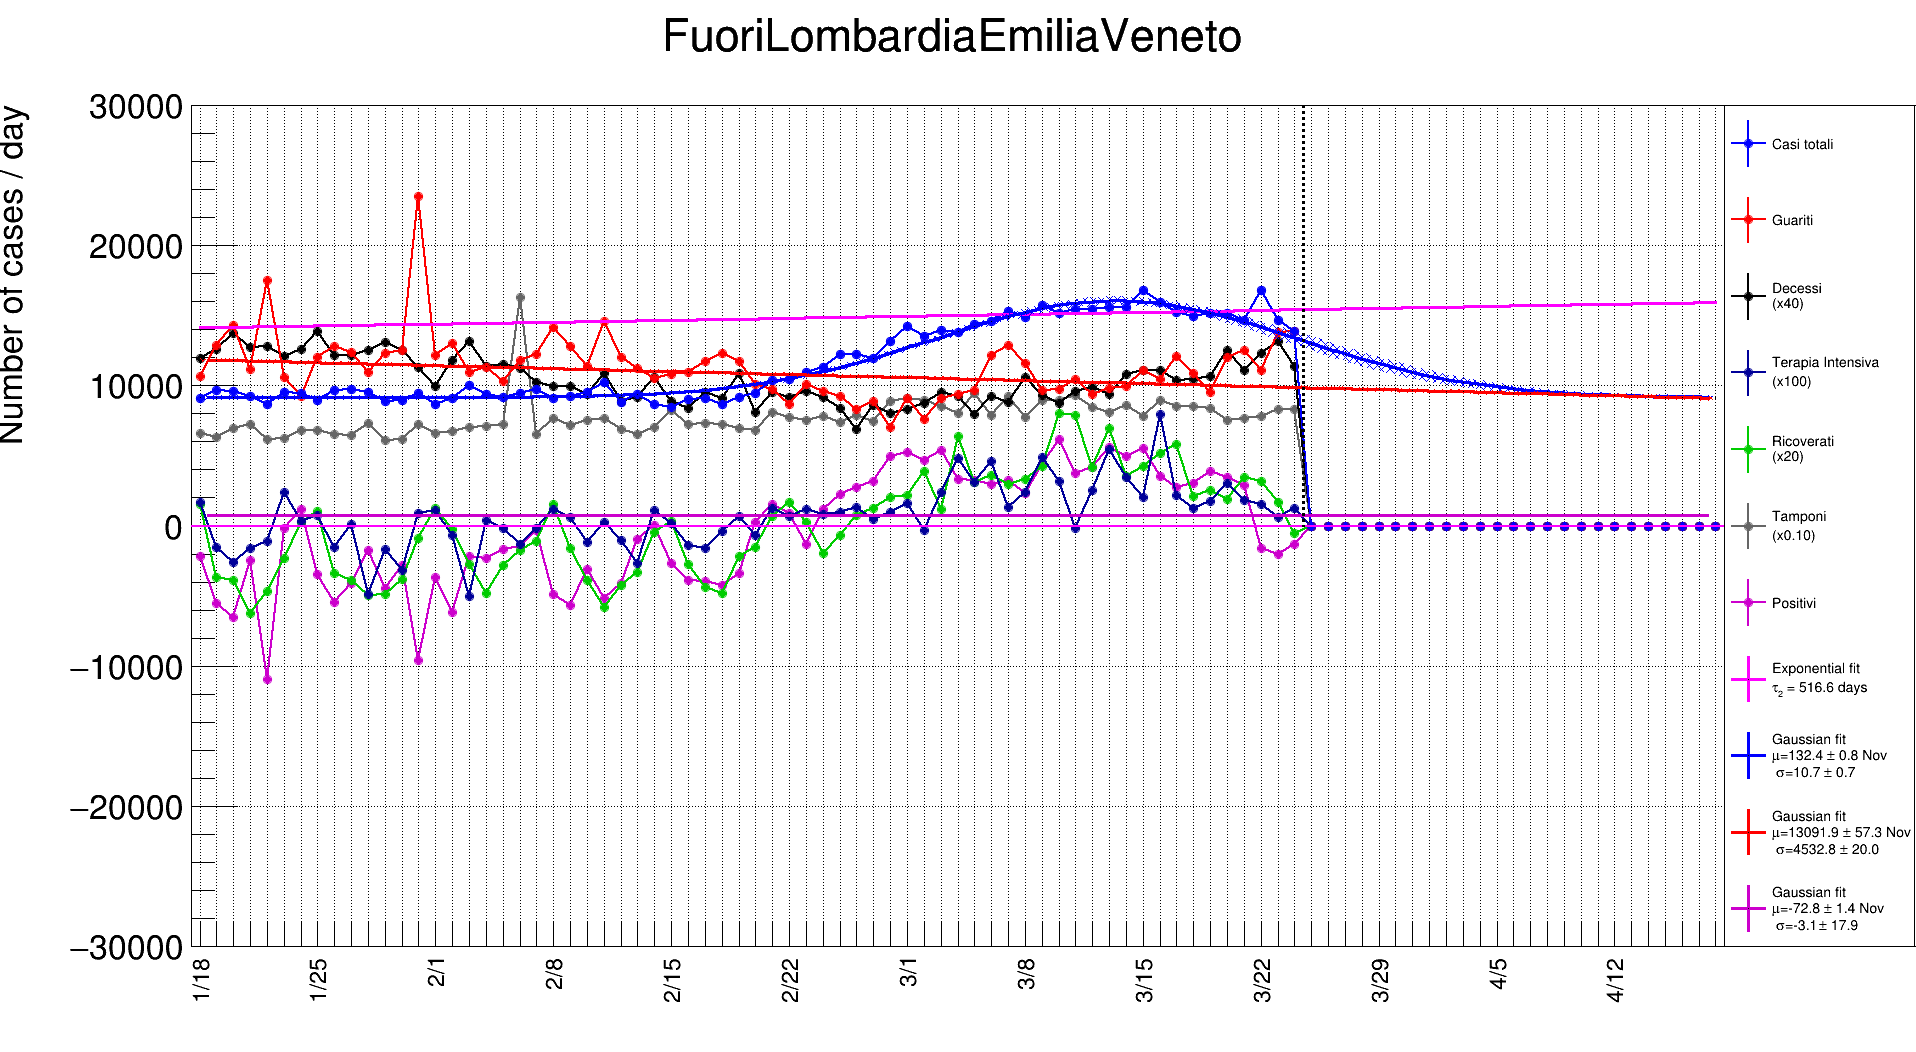 FuoriLombardiaEmiliaVeneto
Number of cases / day
30000
20000
10000
0
−10000
−20000
−30000
1/18
1/25
2/1
2/8
2/15
2/22
3/1
3/8
3/15
3/22
3/29
4/5
4/12
Casi totali
Guariti
Decessi
(x40)
Terapia Intensiva
(x100)
Ricoverati
(x20)
Tamponi
(x0.10)
Positivi
Exponential fit
τ2 = 516.6 days
Gaussian fit
μ=132.4 ± 0.8 Nov
σ=10.7 ± 0.7
Gaussian fit
μ=13091.9 ± 57.3 Nov
σ=4532.8 ± 20.0
Gaussian fit
μ=-72.8 ± 1.4 Nov
σ=-3.1 ± 17.9